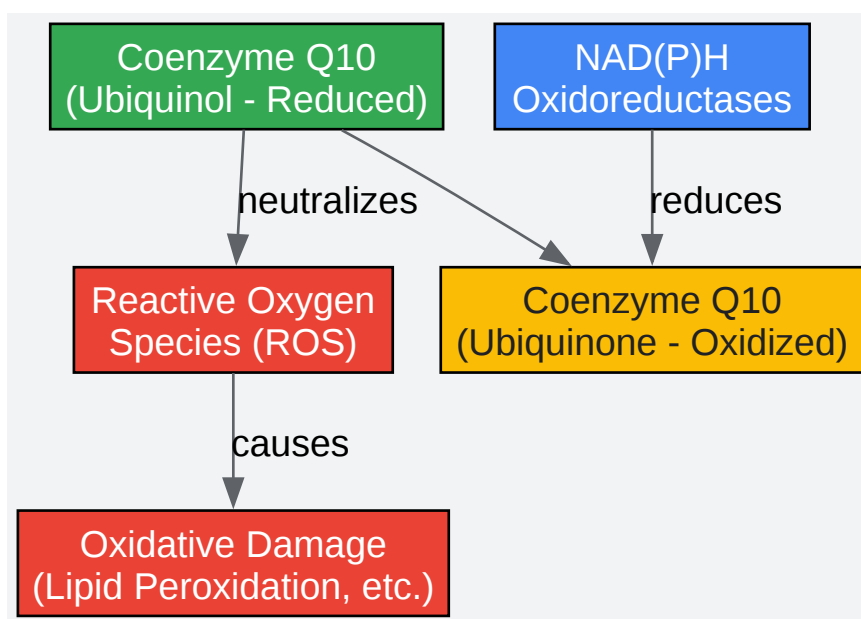 Coenzyme Q10
(Ubiquinol - Reduced)
NAD(P)H
Oxidoreductases
neutralizes
reduces
Reactive Oxygen
Species (ROS)
Coenzyme Q10
(Ubiquinone - Oxidized)
causes
Oxidative Damage
(Lipid Peroxidation, etc.)